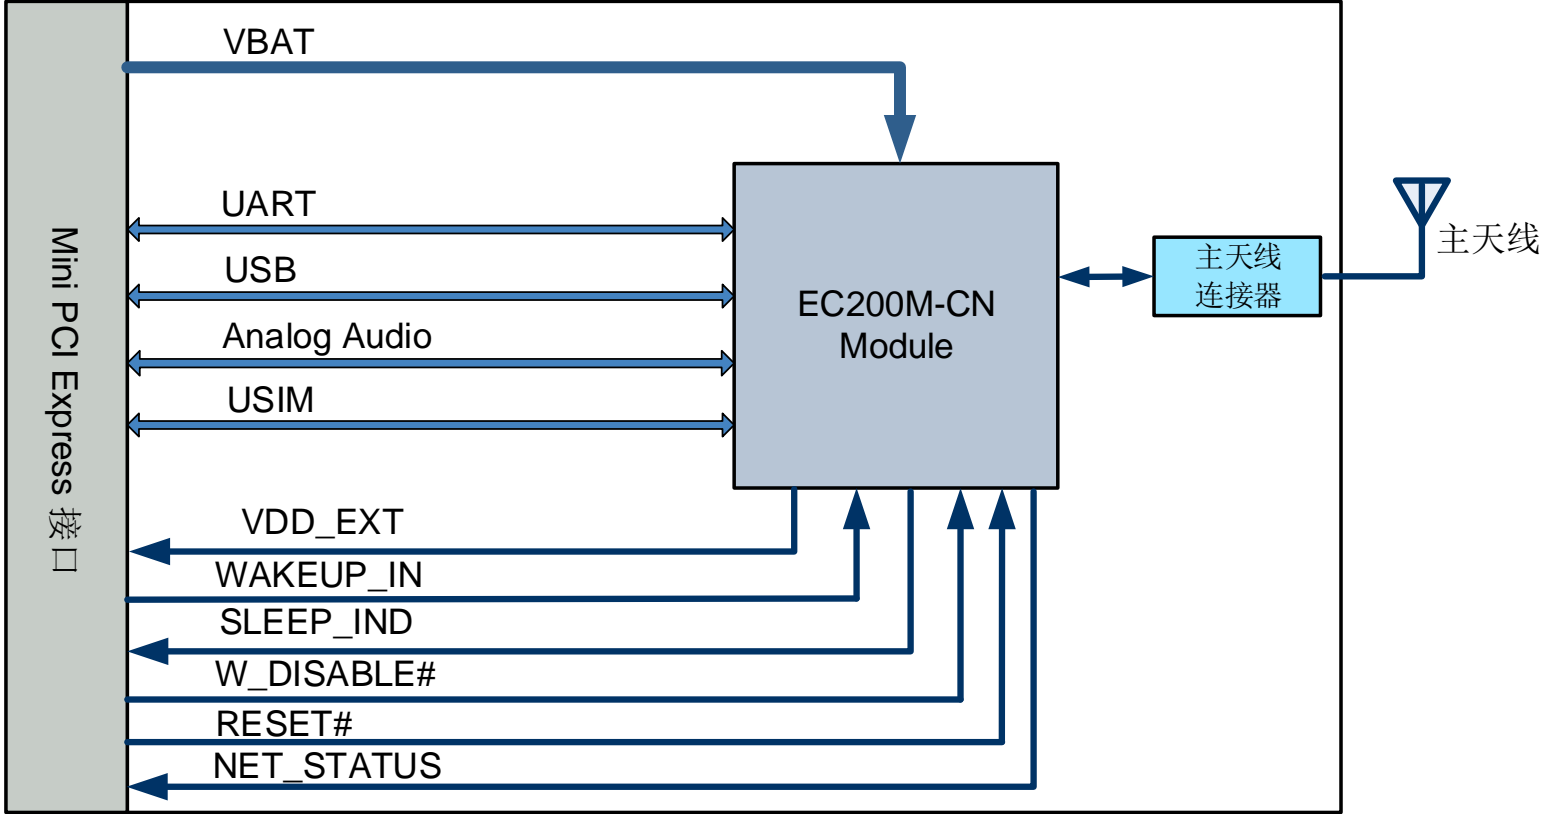 VBAT
UART
USB
Analog Audio
USIM
VDD_EXT
WAKEUP_IN
SLEEP_IND
W_DISABLE#
RESET#
NET_STATUS
Mini PCI Express 接口
EC200M-CN
Module
主天线
连接器
主天线